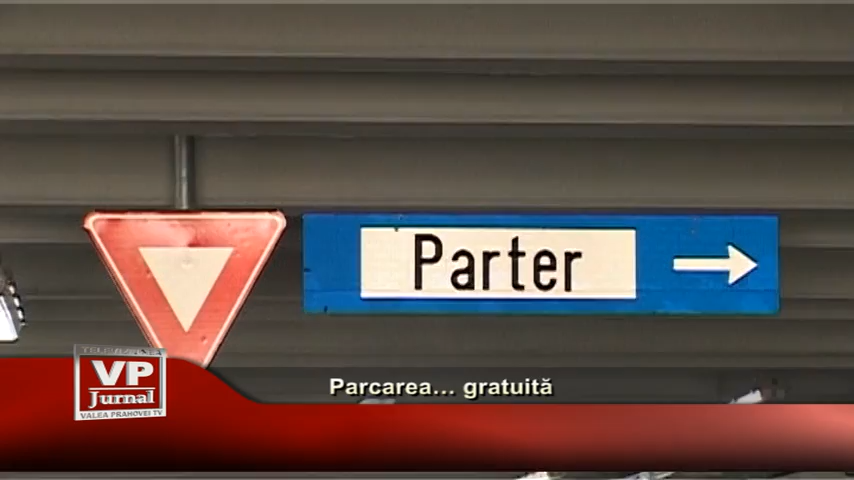 Parter
Parcarea... gratuită
VP
Jurnal
VALEA PRAHOVEI TV